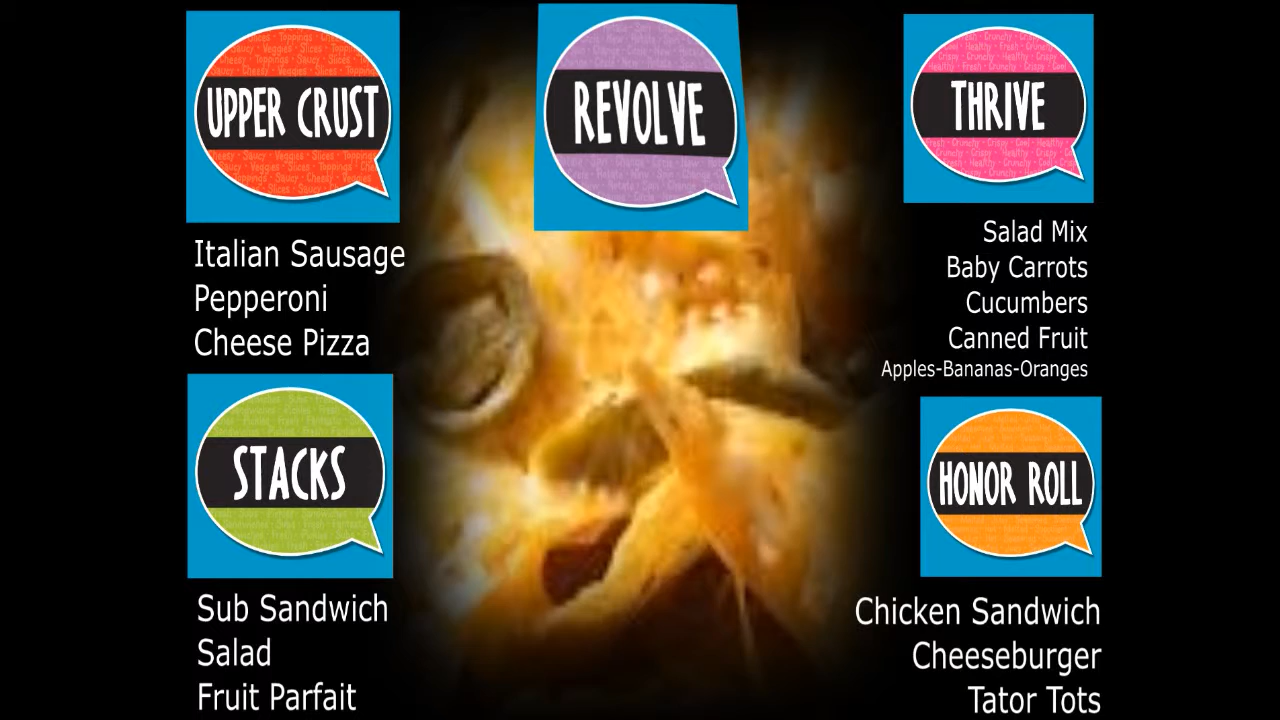 UPPER CRUST
Italian Sausage
Pepperoni
Cheese Pizza
STACKS
Sub Sandwich
Salad
Fruit Parfait
REVOLVE
THRIVE
Salad Mix
Baby Carrots
Cucumbers
Canned Fruit
Apples-Bananas-Oranges
HONOR ROLL
Chicken Sandwich
Cheeseburger
Tator Tots